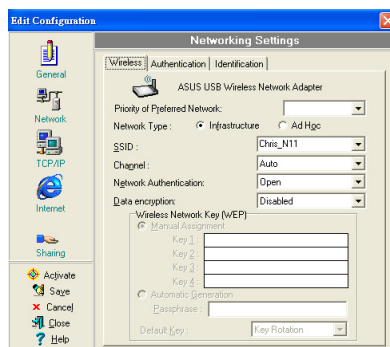 Edit Configuration
Networking Settings
General
Network
TCP/IP
Internet
Sharing
Activate
Save
Cancel
Close
Help
Wireless Authentication Identification
ASUS USB Wireless Network Adapter
Priority of Preferred Network:
Network Type : Infrastructure Ad Hoc
SSID : Chris_N11
Channel : Auto
Network Authentication: Open
Data encryption: Disabled
Wireless Network Key (WEP)
Manual Assignment
Key 1 :
Key 2 :
Key 3 :
Key 4 :
Automatic Generation
Passphrase :
Default Key : Key Rotation